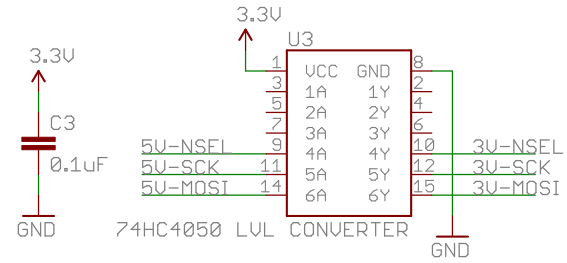 3.3V
3.3V
U3
1 VCC GND 8
3 1A 1Y 2
5 2A 2Y 4
7 3A 3Y 6
5V-NSEL 9 4A 4Y 10 3V-NSEL
5V-SCK 11 5A 5Y 12 3V-SCK
5V-MOSI 14 6A 6Y 15 3V-MOSI
C3
0.1uF
GND
74HC4050 LVL CONVERTER
GND